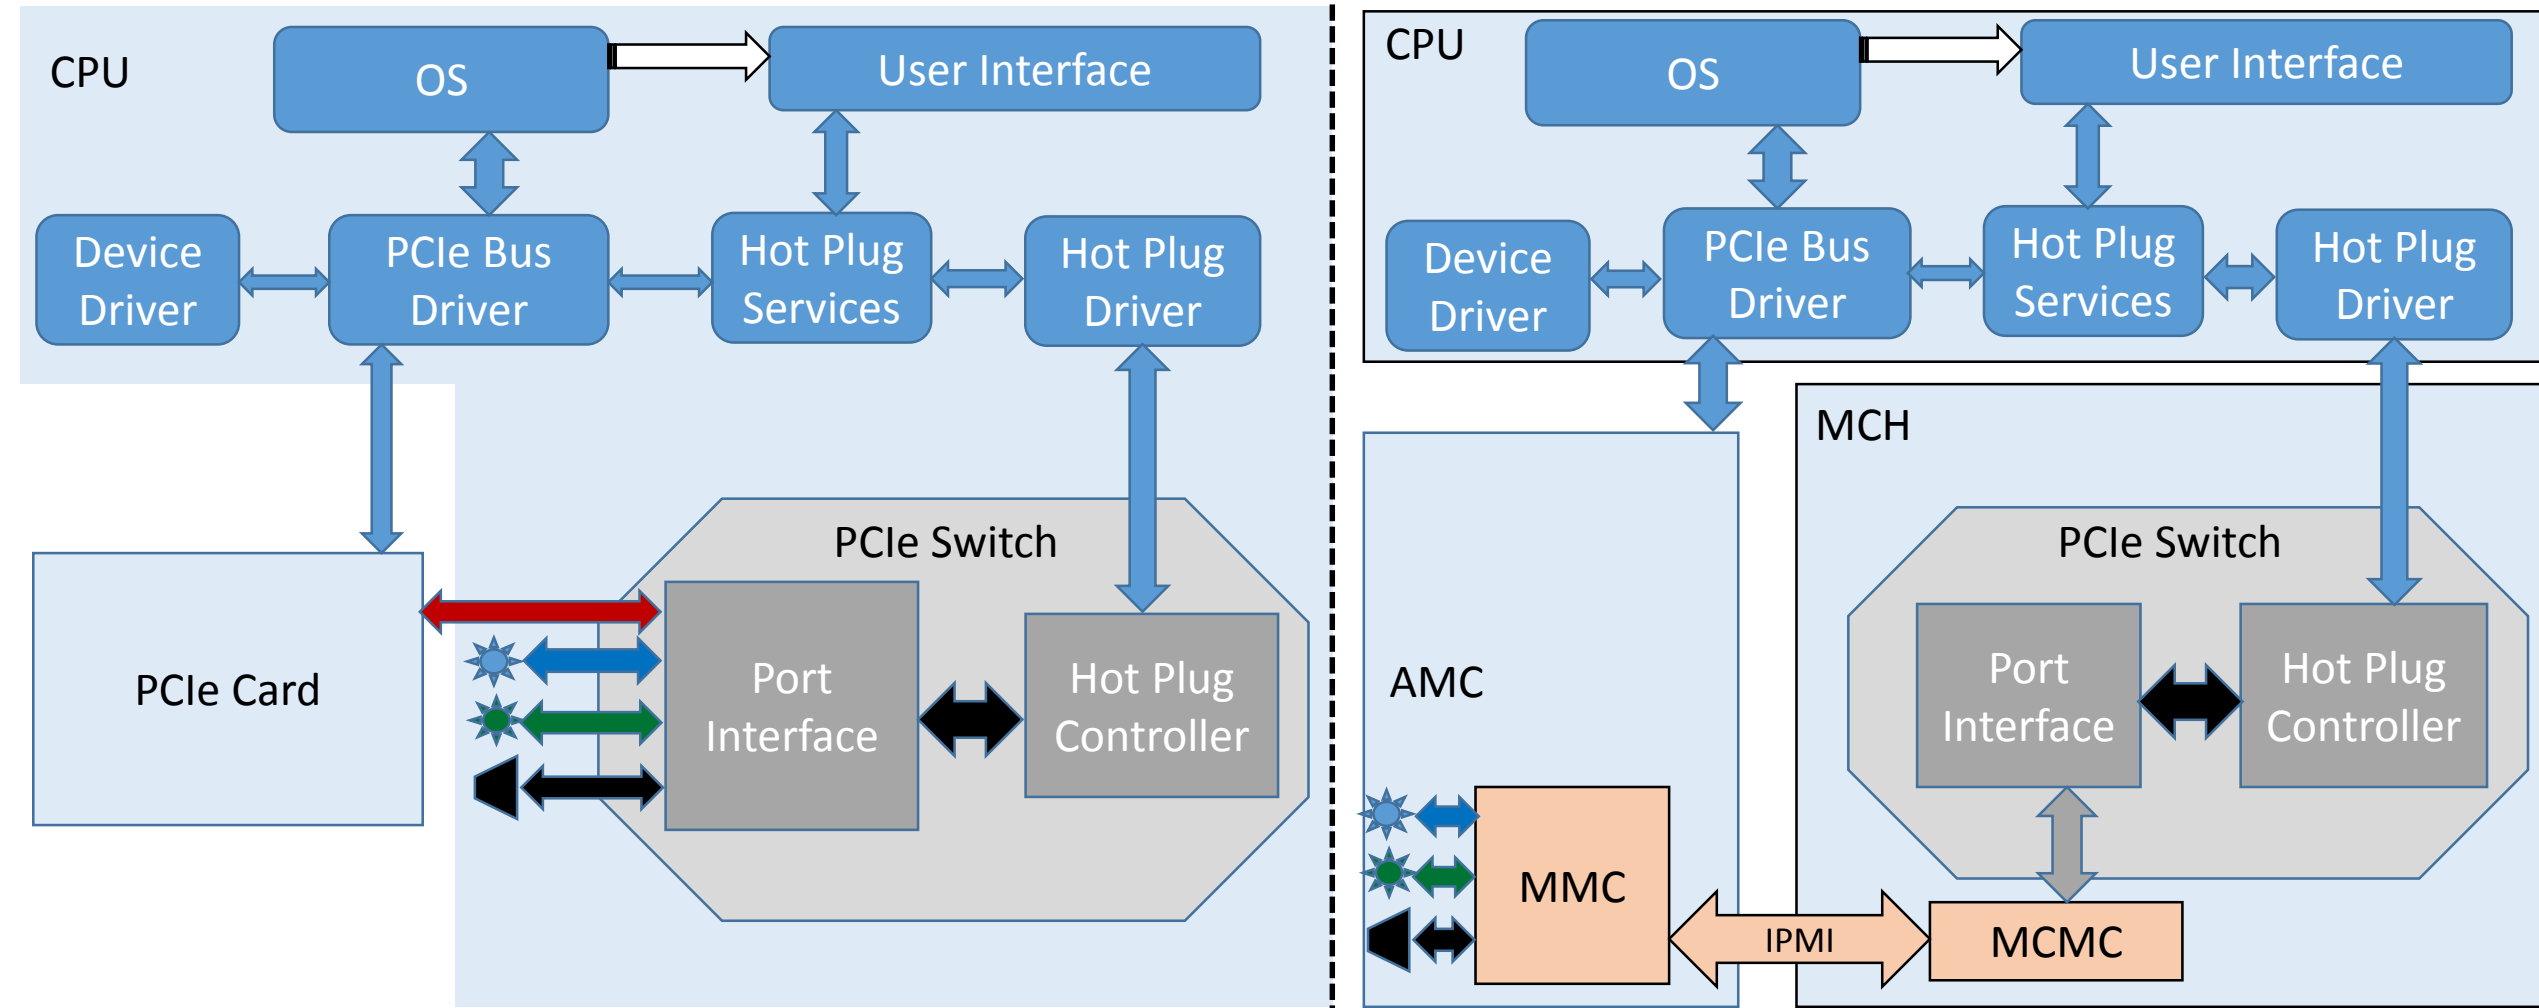 CPU
OS
User Interface
Device
Driver
PCIe Bus
Driver
Hot Plug
Services
Hot Plug
Driver
PCIe Switch
PCIe Card
Port
Interface
Hot Plug
Controller
CPU
OS
User Interface
Device
Driver
PCIe Bus
Driver
Hot Plug
Services
Hot Plug
Driver
MCH
PCIe Switch
AMC
Port
Interface
Hot Plug
Controller
MMC
IPMI
MCMC